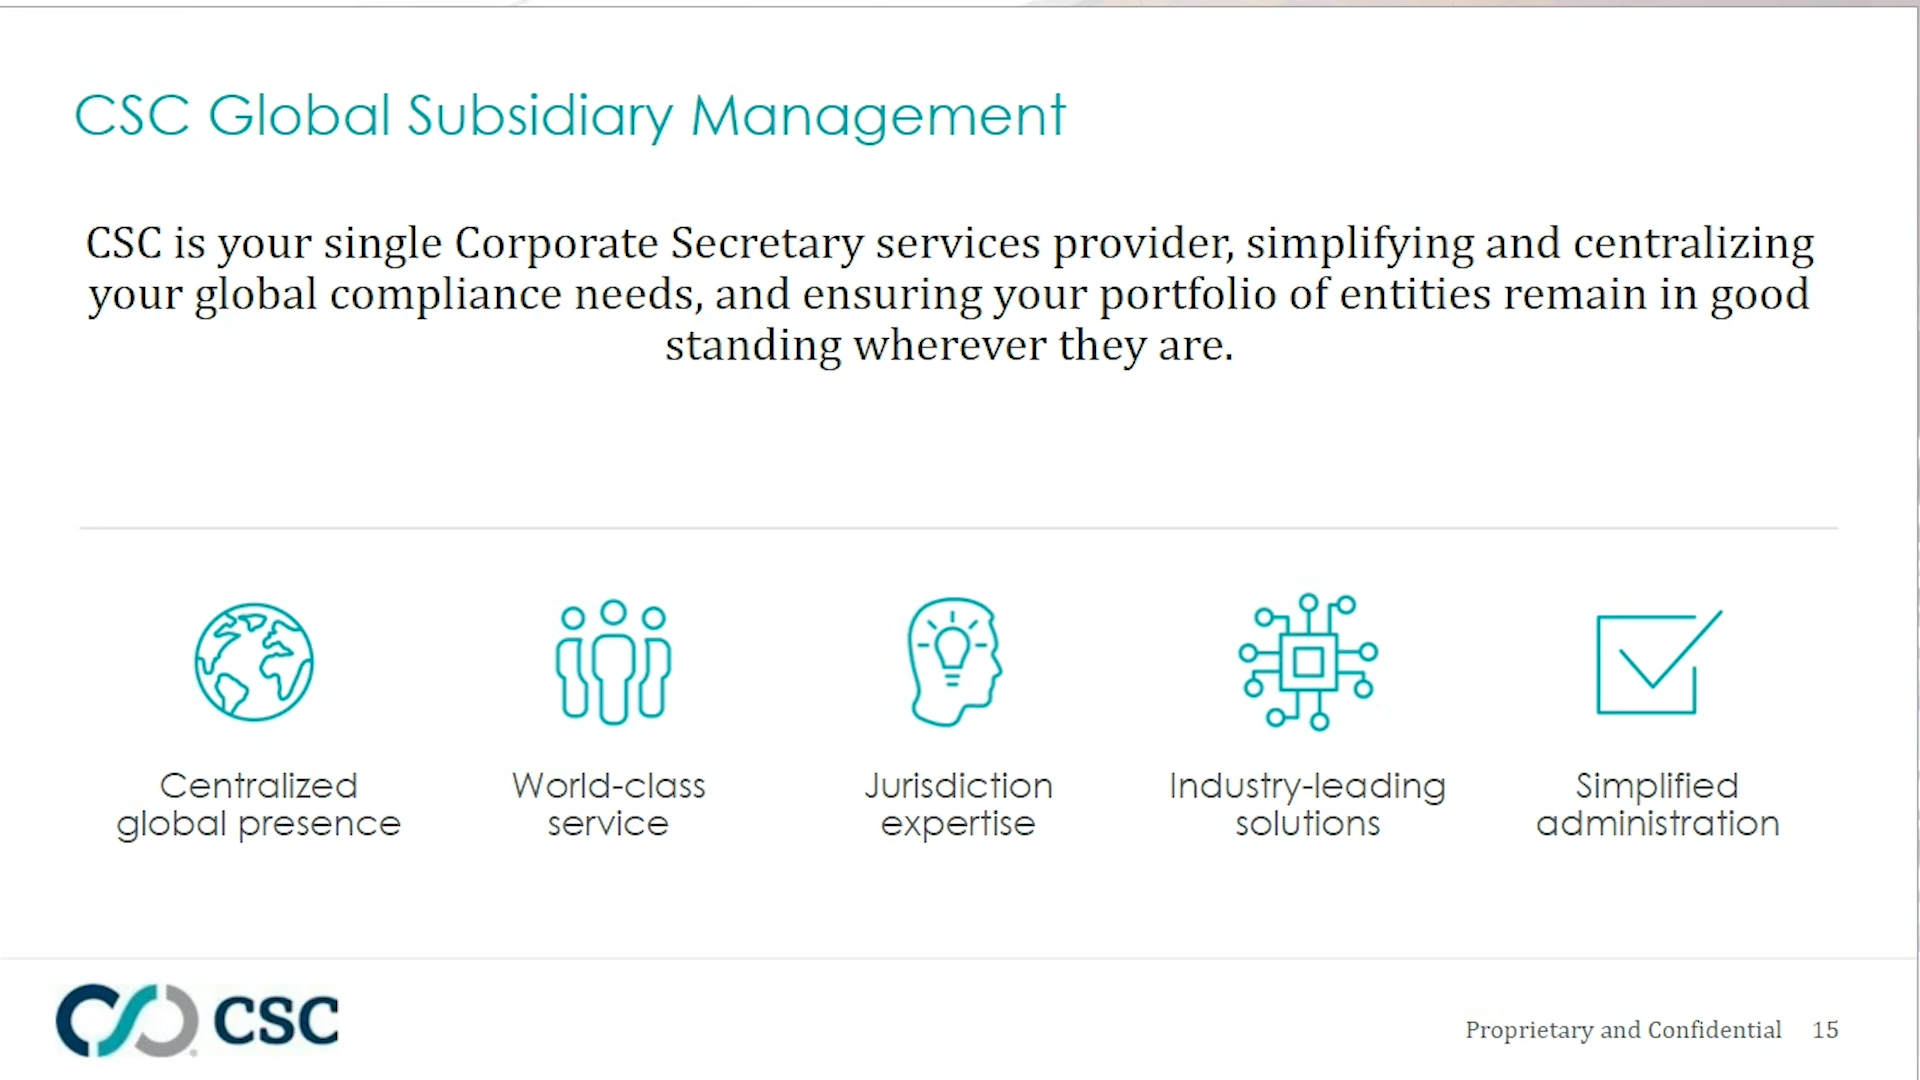 CSC Global Subsidiary Management
CSC is your single Corporate Secretary services provider, simplifying and centralizing
your global compliance needs, and ensuring your portfolio of entities remain in good
standing wherever they are.
Centralized
global presence
World-class
service
Jurisdiction
expertise
Industry-leading
solutions
Simplified
administration
CSC
Proprietary and Confidential 15